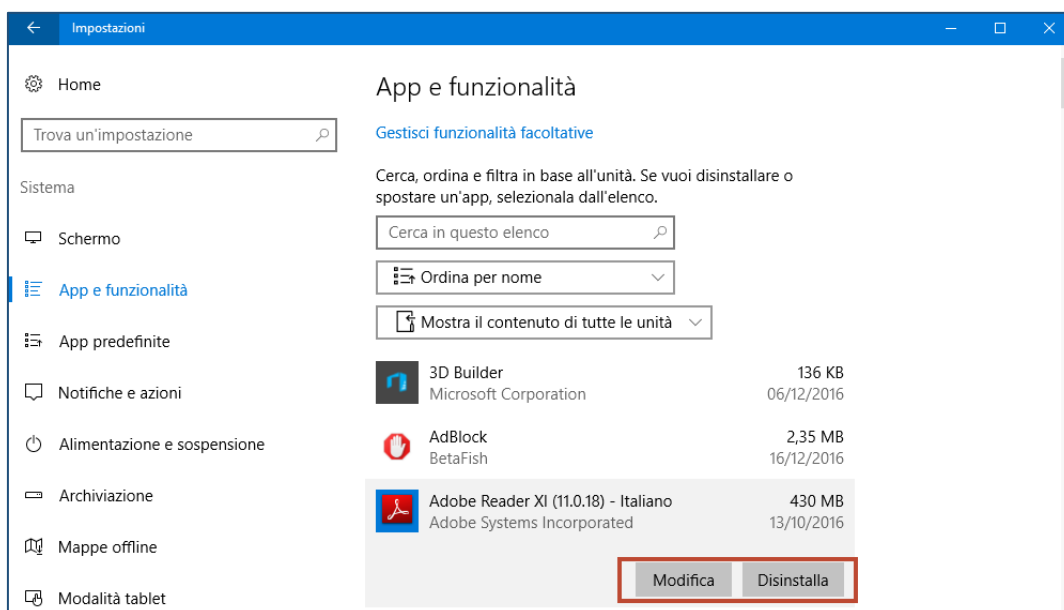 Impostazioni
Home
Trova un'impostazione
Sistema
Schermo
App e funzionalità
App predefinite
Notifiche e azioni
Alimentazione e sospensione
Archiviazione
Mappe offline
Modalità tablet
App e funzionalità
Gestisci funzionalità facoltative
Cerca, ordina e filtra in base all'unità. Se vuoi disinstallare o
spostare un'app, selezionala dall'elenco.
Cerca in questo elenco
Ordina per nome
Mostra il contenuto di tutte le unità
3D Builder 136 KB
Microsoft Corporation 06/12/2016
AdBlock 2,35 MB
BetaFish 16/12/2016
Adobe Reader XI (11.0.18) - Italiano 430 MB
Adobe Systems Incorporated 13/10/2016
Modifica Disinstalla